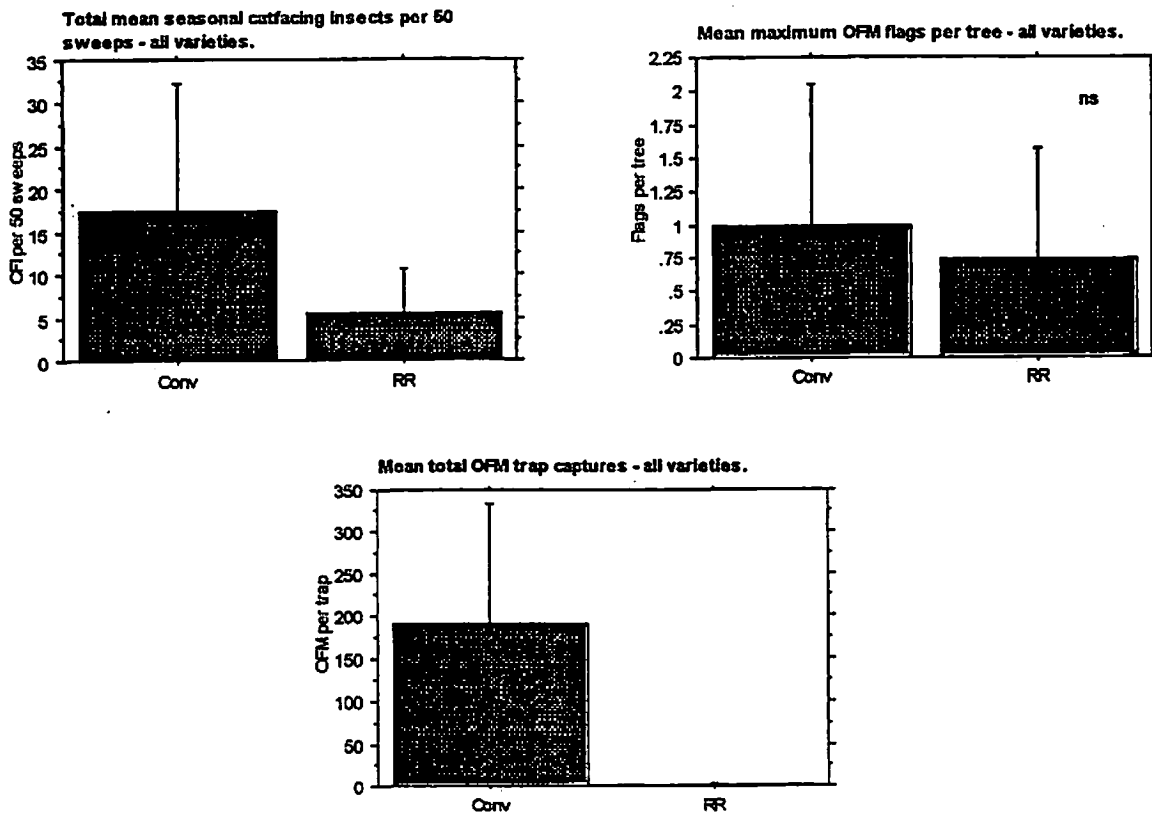 Total mean seasonal catfacing insects per 50
sweeps - all varieties.
35
30
25
20
15
10
5
0
CFI per 50 sweeps
Conv
RR
Mean maximum OFM flags per tree - all varieties.
2.25
2
1.75
1.5
1.25
1
.75
.5
.25
0
Flags per tree
ns
Conv
RR
Mean total OFM trap captures - all varieties.
350
300
250
200
150
100
50
0
OFM per trap
Conv
RR